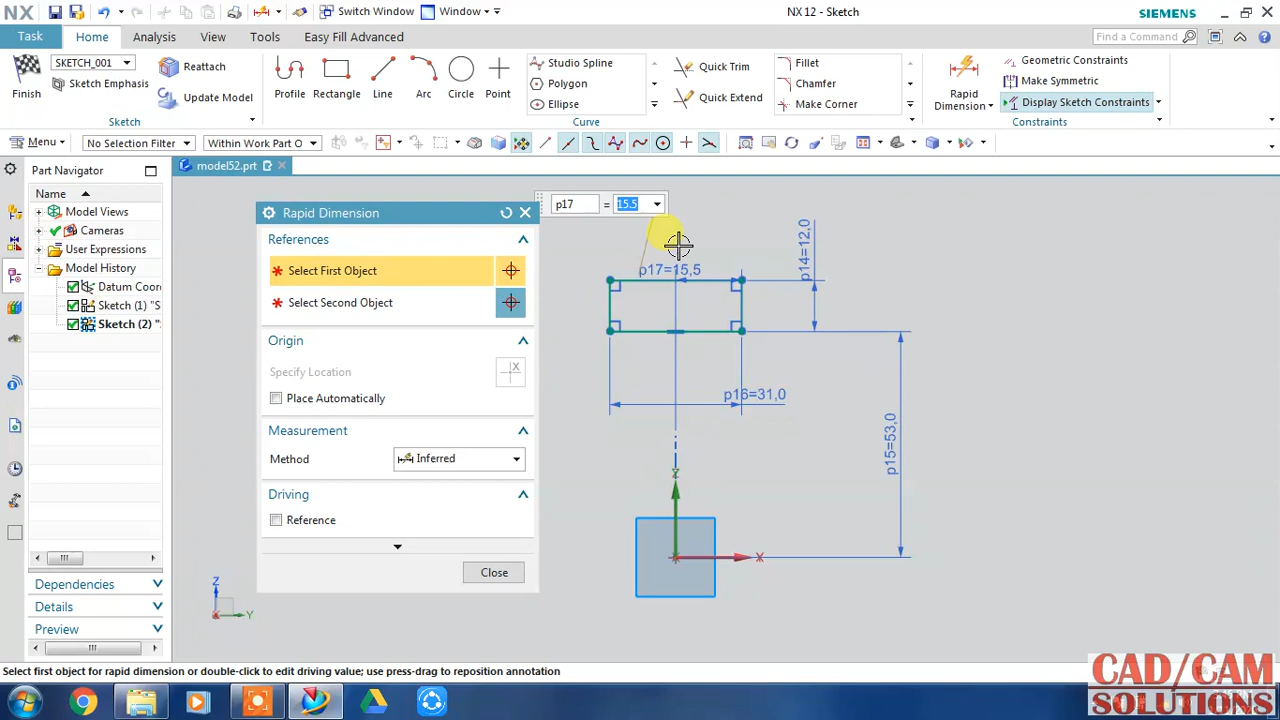 NX
Switch Window
Window
NX 12 - Sketch
SIEMENS
Task
Home
Analysis
View
Tools
Easy Fill Advanced
Find a Command
Finish
SKETCH_001
Sketch Emphasis
Reattach
Update Model
Sketch
Profile
Rectangle
Line
Arc
Circle
Point
Studio Spline
Polygon
Ellipse
Curve
Quick Trim
Quick Extend
Fillet
Chamfer
Make Corner
Rapid
Dimension
Geometric Constraints
Make Symmetric
Display Sketch Constraints
Constraints
Menu
No Selection Filter
Within Work Part O
Part Navigator
model52.prt
Name
Model Views
Cameras
User Expressions
Model History
Datum Coor
Sketch (1) "S
Sketch (2) "
Dependencies
Details
Preview
Rapid Dimension
References
Select First Object
Select Second Object
Origin
Specify Location
Place Automatically
Measurement
Method
Inferred
Driving
Reference
Close
p17
=
15.5
p17=15,5
p14=12,0
p16=31,0
p15=53,0
Z
X
Z
Y
X
Select first object for rapid dimension or double-click to edit driving value; use press-drag to reposition annotation
CAD/CAM
SOLUTIONS